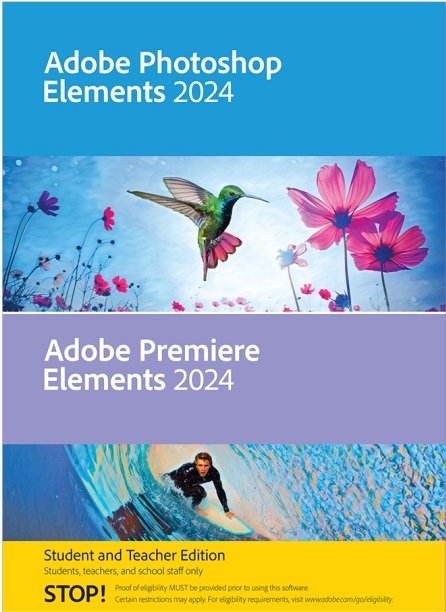 Adobe Photoshop
Elements 2024
Adobe Premiere
Elements 2024
Student and Teacher Edition
Students, teachers, and school staff only
STOP!
Proof of eligibility MUST be provided prior to using this software.
Certain restrictions may apply. For eligibility requirements, visit www.adobe.com/go/eligibility.